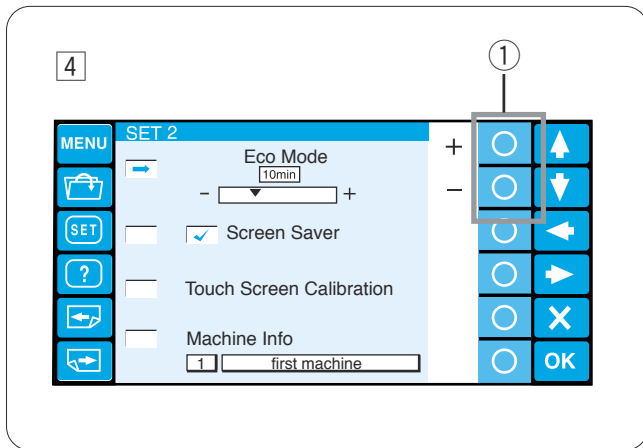 4
1
MENU
SET 2
+
Eco Mode
10min
- +
-
SET
Screen Saver
?
Touch Screen Calibration
Machine Info
1 first machine
X
OK